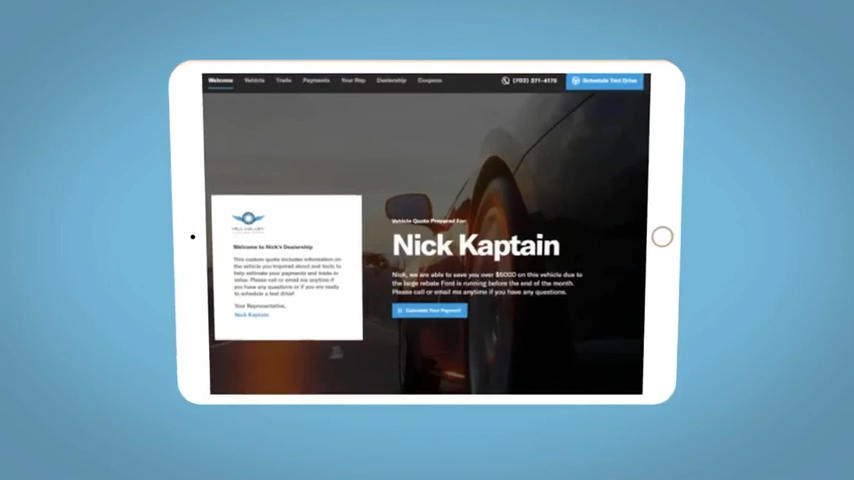 Welcome Vehicle Trade Payments Your Rep Dealership Coupons (702) 271-4175 Schedule Test Drive
Welcome to Nick's Dealership
This custom quote includes information on
the vehicle you inquired about and tools to
help estimate your payments and trade in
value. Please call or email me anytime if
you have any questions or if you are ready
to schedule a test drive!
Your Representative,
Nick Kaptain
Vehicle Quote Prepared For:
Nick Kaptain
Nick, we are able to save you over $6000 on this vehicle due to
the large rebate Ford is running before the end of the month.
Please call or email me anytime if you have any questions.
Calculate Your Payment